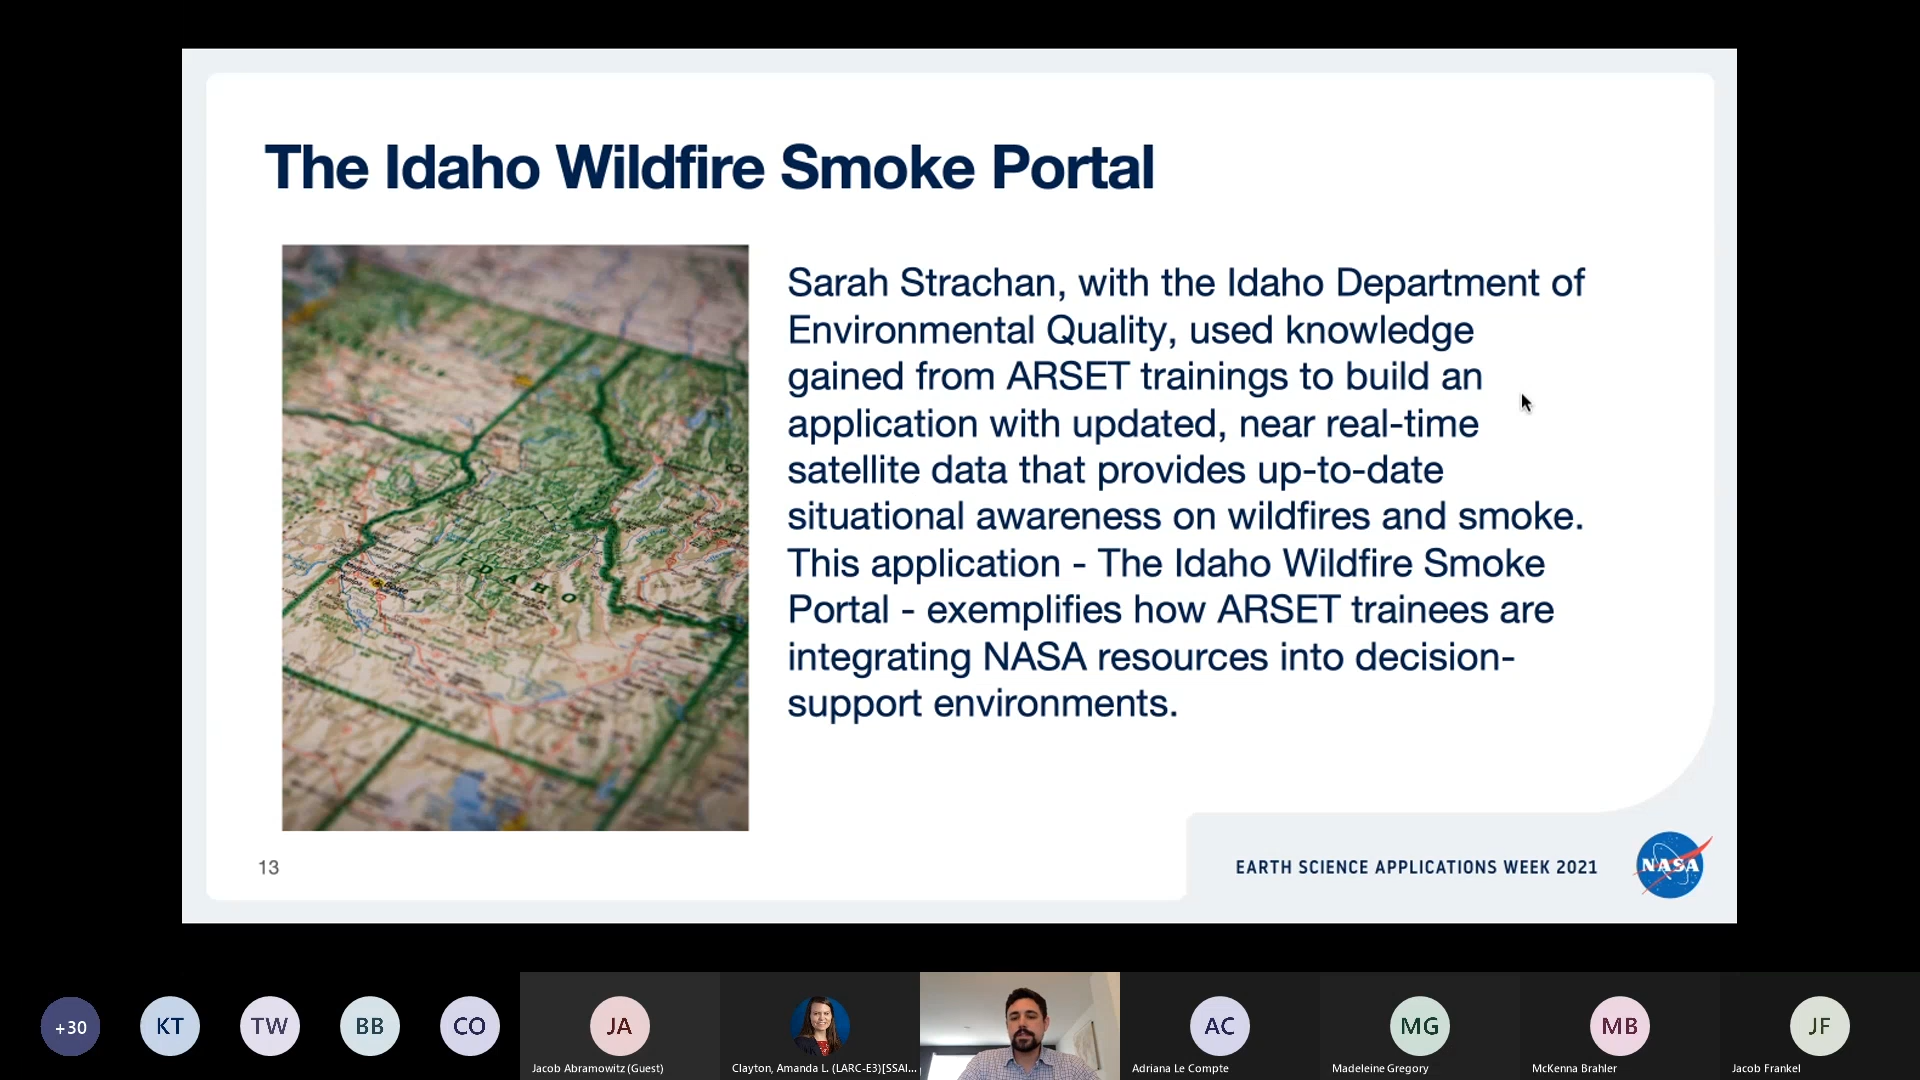 The Idaho Wildfire Smoke Portal
Sarah Strachan, with the Idaho Department of
Environmental Quality, used knowledge
gained from ARSET trainings to build an
application with updated, near real-time
satellite data that provides up-to-date
situational awareness on wildfires and smoke.
This application - The Idaho Wildfire Smoke
Portal - exemplifies how ARSET trainees are
integrating NASA resources into decision-
support environments.
IDAHO
13
EARTH SCIENCE APPLICATIONS WEEK 2021
NASA
+30
KT
TW
BB
CO
JA
AC
MG
MB
JF
Jacob Abramowitz (Guest)
Clayton, Amanda L. (LARC-E3)[SSAI...
Adriana Le Compte
Madeleine Gregory
McKenna Brahler
Jacob Frankel